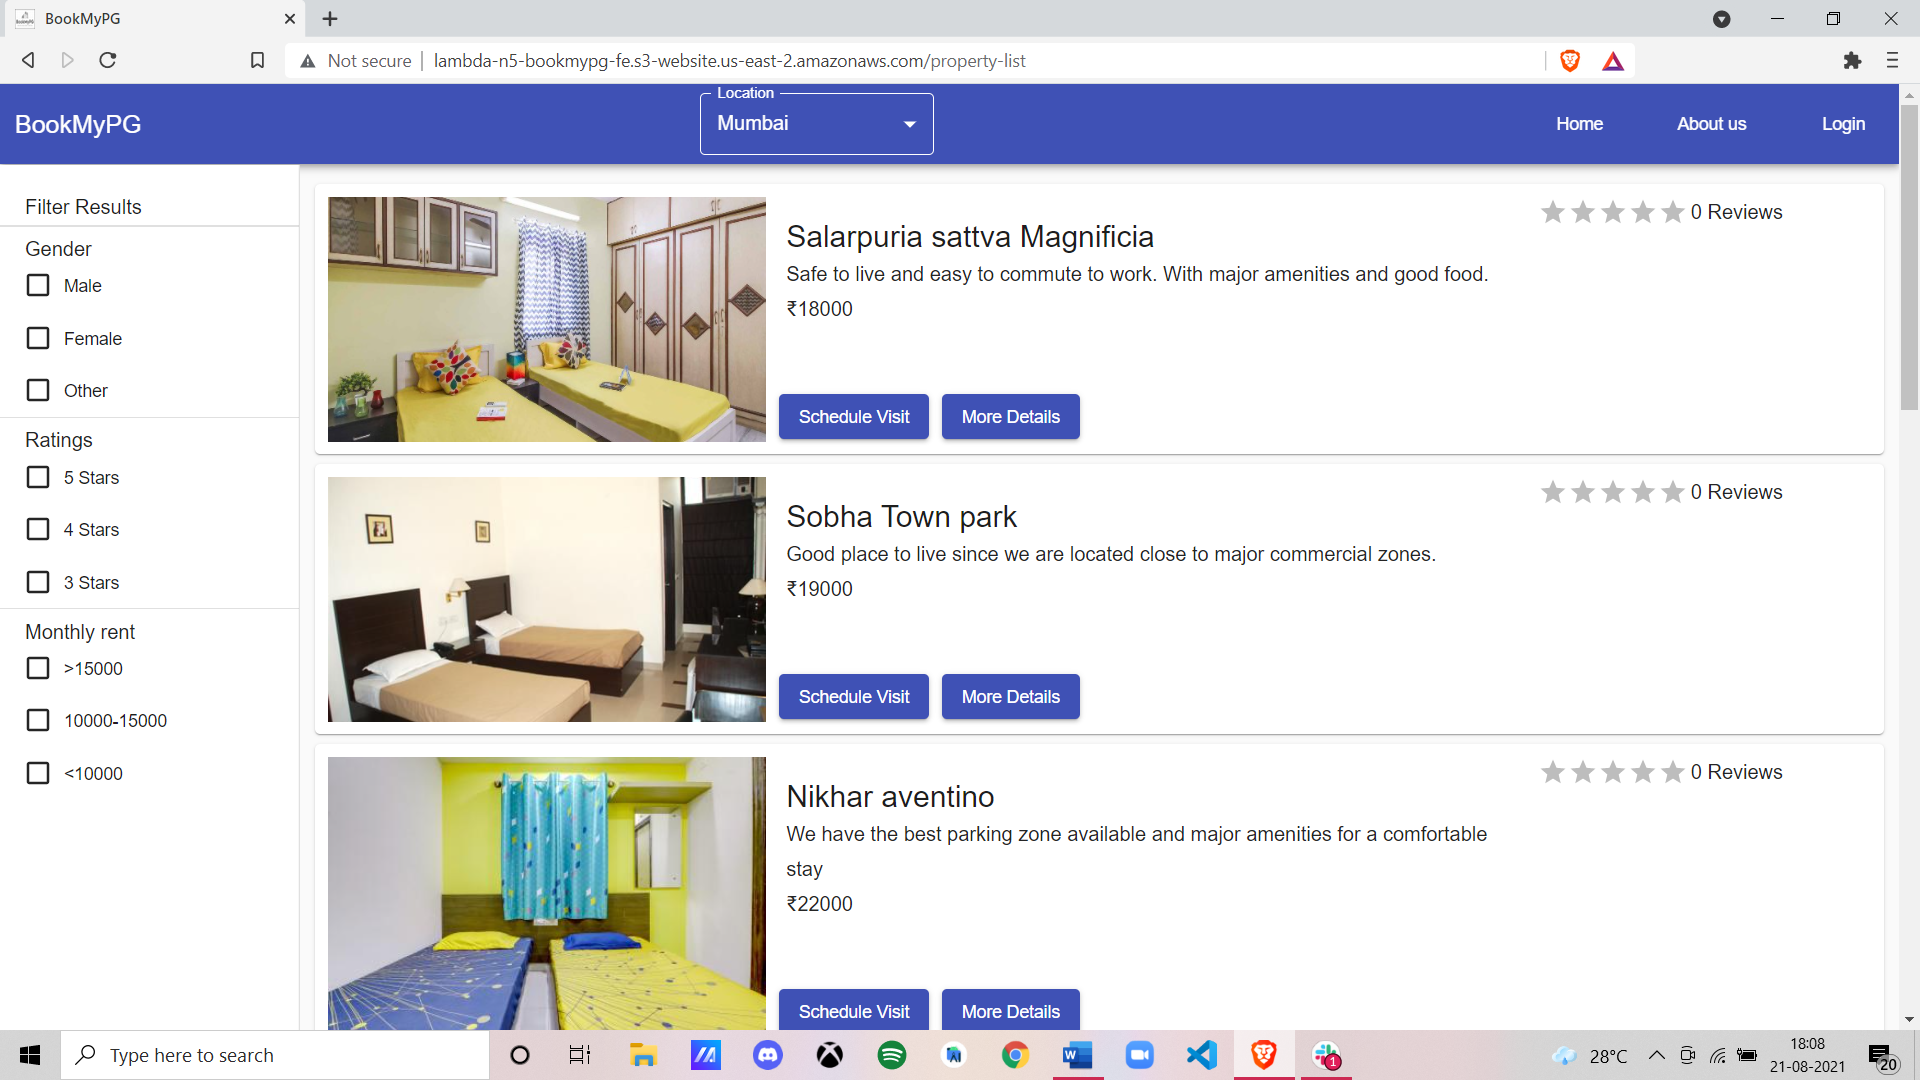 BookMyPG
Not secure
lambda-n5-bookmypg-fe.s3-website.us-east-2.amazonaws.com/property-list
BookMyPG
Location
Mumbai
Home
About us
Login
Filter Results
Gender
Male
Female
Other
Ratings
5 Stars
4 Stars
3 Stars
Monthly rent
>15000
10000-15000
<10000
Salarpuria sattva Magnificia
0 Reviews
Safe to live and easy to commute to work. With major amenities and good food.
₹18000
Schedule Visit
More Details
Sobha Town park
0 Reviews
Good place to live since we are located close to major commercial zones.
₹19000
Schedule Visit
More Details
Nikhar aventino
0 Reviews
We have the best parking zone available and major amenities for a comfortable
stay
₹22000
Schedule Visit
More Details
Type here to search
W
1
28°C
18:08
21-08-2021
20